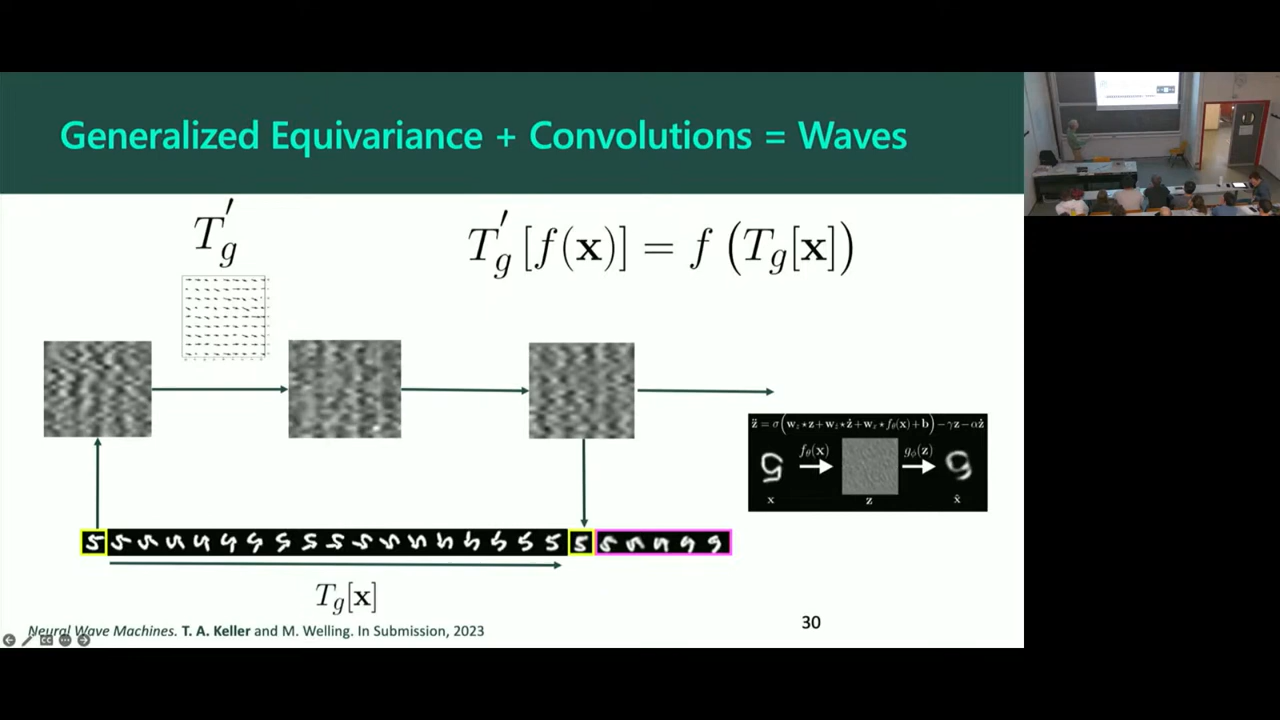 Generalized Equivariance + Convolutions = Waves
T′_g
T′_g [f(𝐱)] = f (T_g[𝐱])
z̈ = σ(w_z ⋆ z + w_ż ⋆ ż + w_x ⋆ f_θ(x) + b) − γz − αż
f_θ(x)
g_φ(z)
x
z
x̂
T_g[𝐱]
Neural Wave Machines. T. A. Keller and M. Welling. In Submission, 2023
30